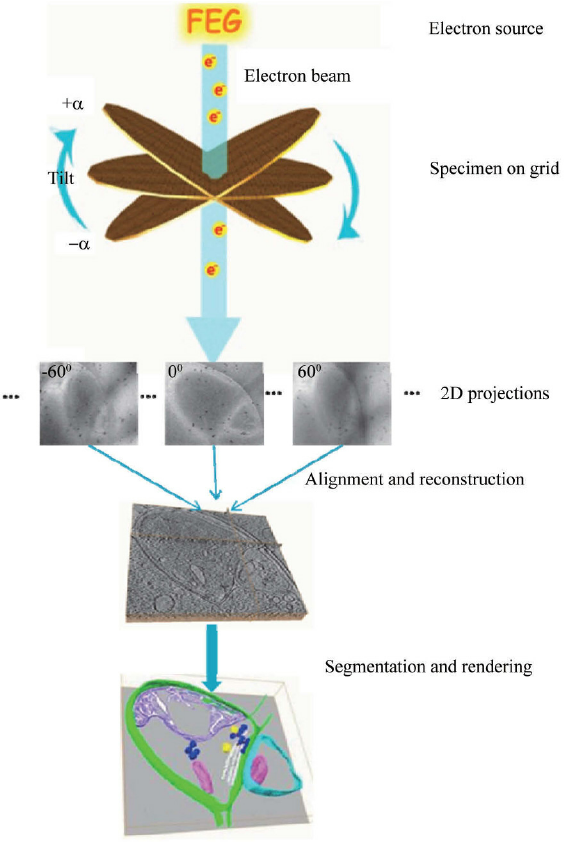 FEG
Electron source
e⁻
Electron beam
e⁻
e⁻
+α
Tilt
Specimen on grid
−α
e⁻
e⁻
-60⁰
0⁰
60⁰
...
...
...
...
2D projections
Alignment and reconstruction
Segmentation and rendering